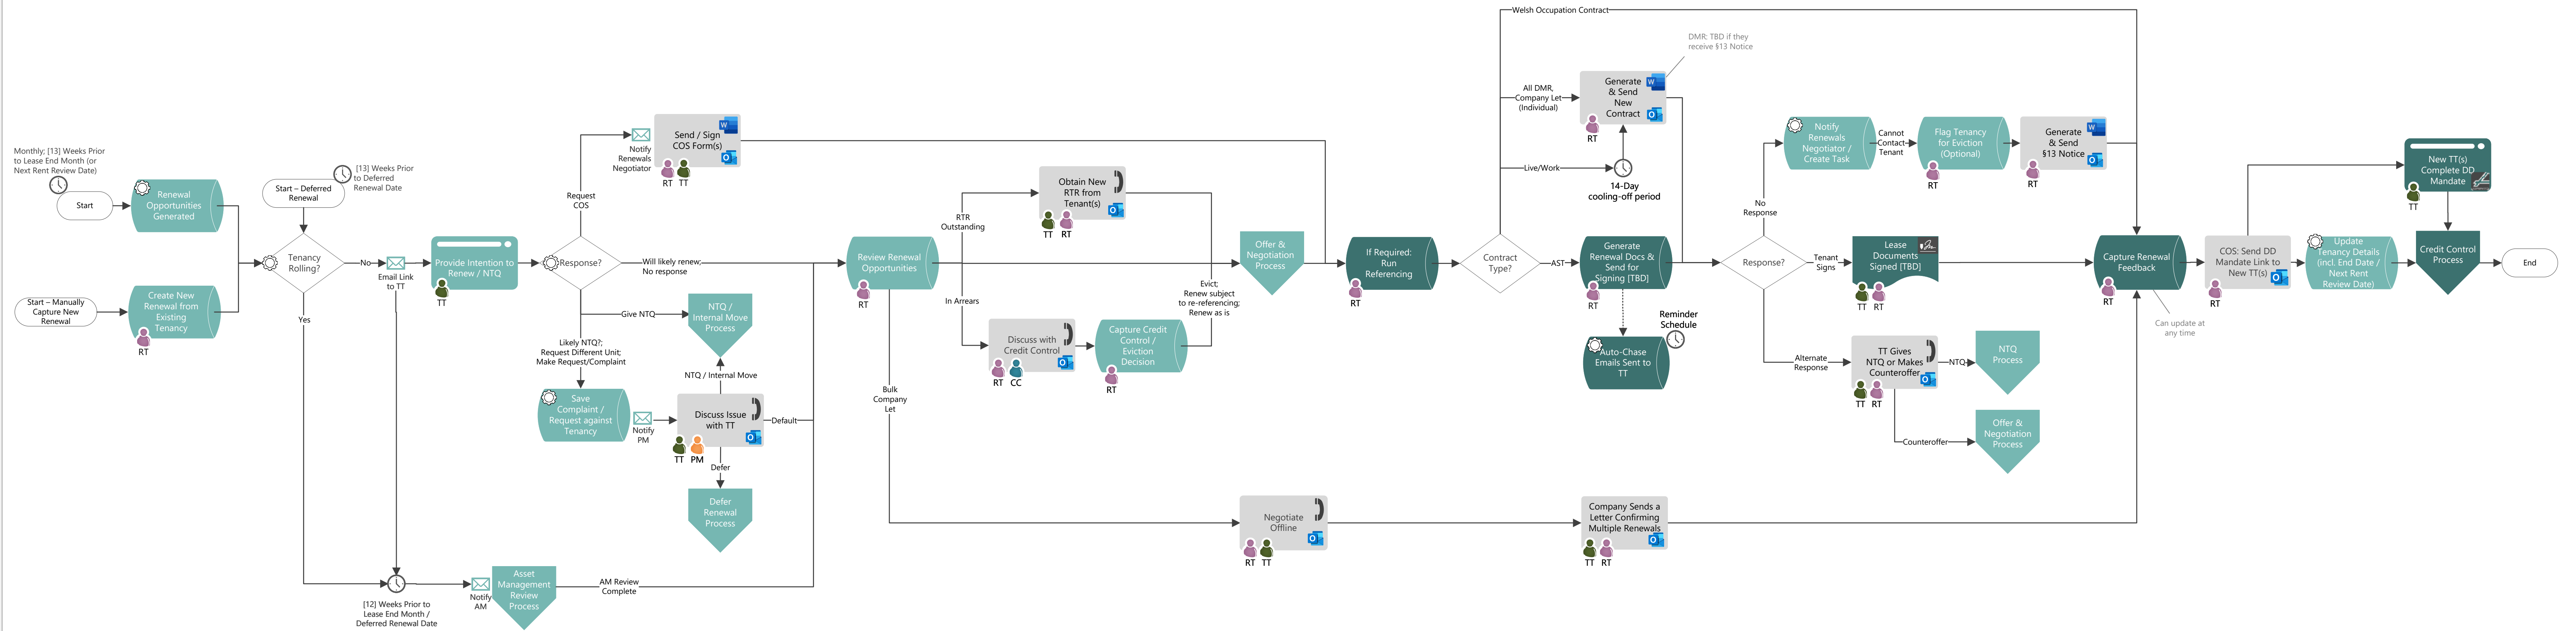 Monthly; [13] Weeks Prior
to Lease End Month (or
Next Rent Review Date)
Start
Renewal
Opportunities
Generated
Start – Manually
Capture New
Renewal
Create New
Renewal from
Existing
Tenancy
RT
[13] Weeks Prior
to Deferred
Renewal Date
Start – Deferred
Renewal
Tenancy
Rolling?
No
Yes
Email Link
to TT
Provide Intention to
Renew / NTQ
TT
[12] Weeks Prior to
Lease End Month /
Deferred Renewal Date
Notify
AM
Asset
Management
Review
Process
AM Review
Complete
Response?
Request
COS
Notify
Renewals
Negotiator
Send / Sign
COS Form(s)
W
O
RT
TT
Will likely renew;
No response
Give NTQ
NTQ /
Internal Move
Process
Likely NTQ?;
Request Different Unit;
Make Request/Complaint
Save
Complaint /
Request against
Tenancy
Notify
PM
NTQ / Internal Move
Discuss Issue
with TT
O
TT
PM
Default
Defer
Defer
Renewal
Process
Review Renewal
Opportunities
RT
RTR
Outstanding
Obtain New
RTR from
Tenant(s)
O
TT
RT
In Arrears
Discuss with
Credit Control
O
RT
CC
Capture Credit
Control /
Eviction
Decision
RT
Evict;
Renew subject
to re-referencing;
Renew as is
Bulk
Company
Let
Negotiate
Offline
O
RT
TT
Company Sends a
Letter Confirming
Multiple Renewals
O
TT
RT
Offer &
Negotiation
Process
If Required:
Run
Referencing
RT
Contract
Type?
Welsh Occupation Contract
All DMR,
Company Let
(Individual)
Generate
& Send
New
Contract
W
O
RT
DMR: TBD if they
receive §13 Notice
Live/Work
14-Day
cooling-off period
AST
Generate
Renewal Docs &
Send for
Signing [TBD]
RT
Reminder
Schedule
Auto-Chase
Emails Sent to
TT
Response?
No
Response
Notify
Renewals
Negotiator /
Create Task
Cannot
Contact
Tenant
Flag Tenancy
for Eviction
(Optional)
RT
Generate
& Send
§13 Notice
W
O
RT
Tenant
Signs
Lease
Documents
Signed [TBD]
TT
RT
Alternate
Response
TT Gives
NTQ or Makes
Counteroffer
O
TT
RT
NTQ
NTQ
Process
Counteroffer
Offer &
Negotiation
Process
Capture Renewal
Feedback
RT
Can update at
any time
COS: Send DD
Mandate Link to
New TT(s)
O
RT
Update
Tenancy Details
(incl. End Date /
Next Rent
Review Date)
New TT(s)
Complete DD
Mandate
TT
Credit Control
Process
End